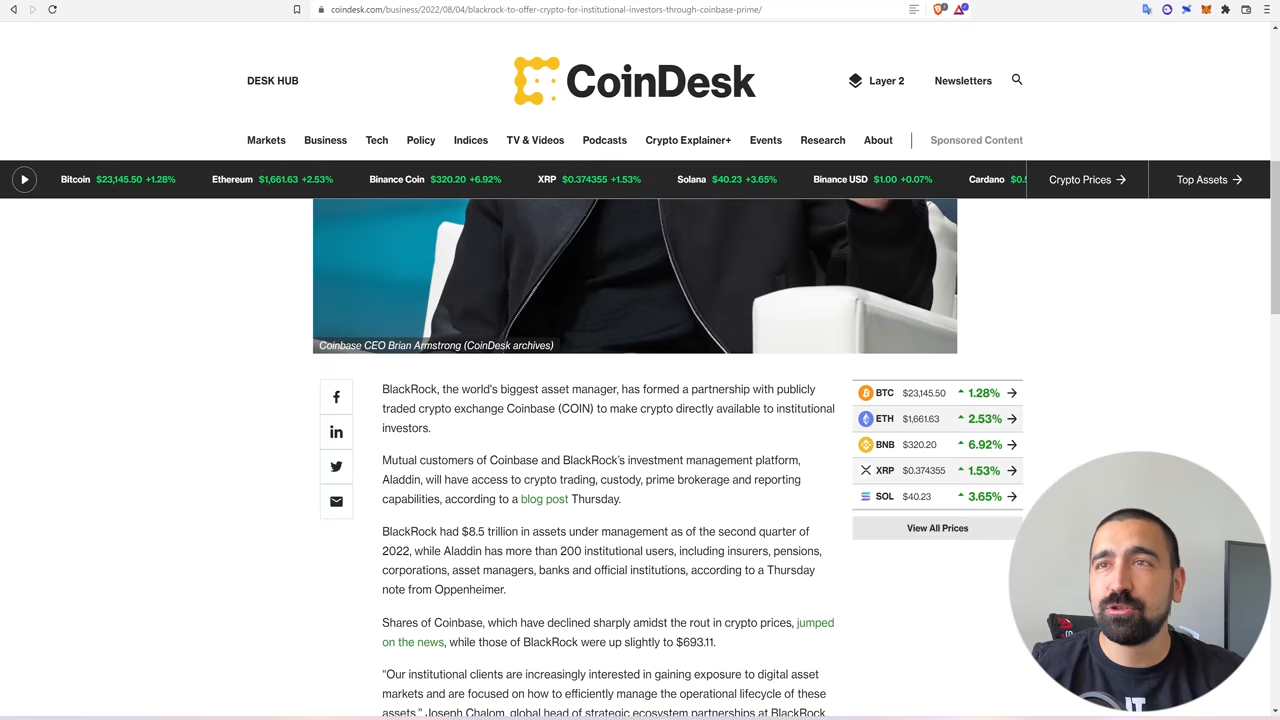 coindesk.com/business/2022/08/04/blackrock-to-offer-crypto-for-institutional-investors-through-coinbase-prime/
DESK HUB
CoinDesk
Layer 2
Newsletters
Markets
Business
Tech
Policy
Indices
TV & Videos
Podcasts
Crypto Explainer+
Events
Research
About
Sponsored Content
Bitcoin $23,145.50 +1.28%
Ethereum $1,661.63 +2.53%
Binance Coin $320.20 +6.92%
XRP $0.374355 +1.53%
Solana $40.23 +3.65%
Binance USD $1.00 +0.07%
Cardano
Crypto Prices →
Top Assets →
Coinbase CEO Brian Armstrong (CoinDesk archives)
BlackRock, the world's biggest asset manager, has formed a partnership with publicly
traded crypto exchange Coinbase (COIN) to make crypto directly available to institutional
investors.
Mutual customers of Coinbase and BlackRock's investment management platform,
Aladdin, will have access to crypto trading, custody, prime brokerage and reporting
capabilities, according to a blog post Thursday.
BlackRock had $8.5 trillion in assets under management as of the second quarter of
2022, while Aladdin has more than 200 institutional users, including insurers, pensions,
corporations, asset managers, banks and official institutions, according to a Thursday
note from Oppenheimer.
Shares of Coinbase, which have declined sharply amidst the rout in crypto prices, jumped
on the news, while those of BlackRock were up slightly to $693.11.
“Our institutional clients are increasingly interested in gaining exposure to digital asset
markets and are focused on how to efficiently manage the operational lifecycle of these
assets,” Joseph Chalom, global head of strategic ecosystem partnerships at BlackRock
BTC $23,145.50 1.28% →
ETH $1,661.63 2.53% →
BNB $320.20 6.92% →
XRP $0.374355 1.53% →
SOL $40.23 3.65% →
View All Prices